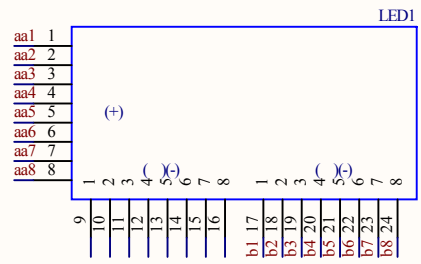 LED1
aa1 1
aa2 2
aa3 3
aa4 4
aa5 5
aa6 6
aa7 7
aa8 8
(+)
( )(-) ( )(-)
1 2 3 4 5 6 7 8 1 2 3 4 5 6 7 8
9 10 11 12 13 14 15 16 b1 17 b2 18 b3 19 b4 20 b5 21 b6 22 b7 23 b8 24